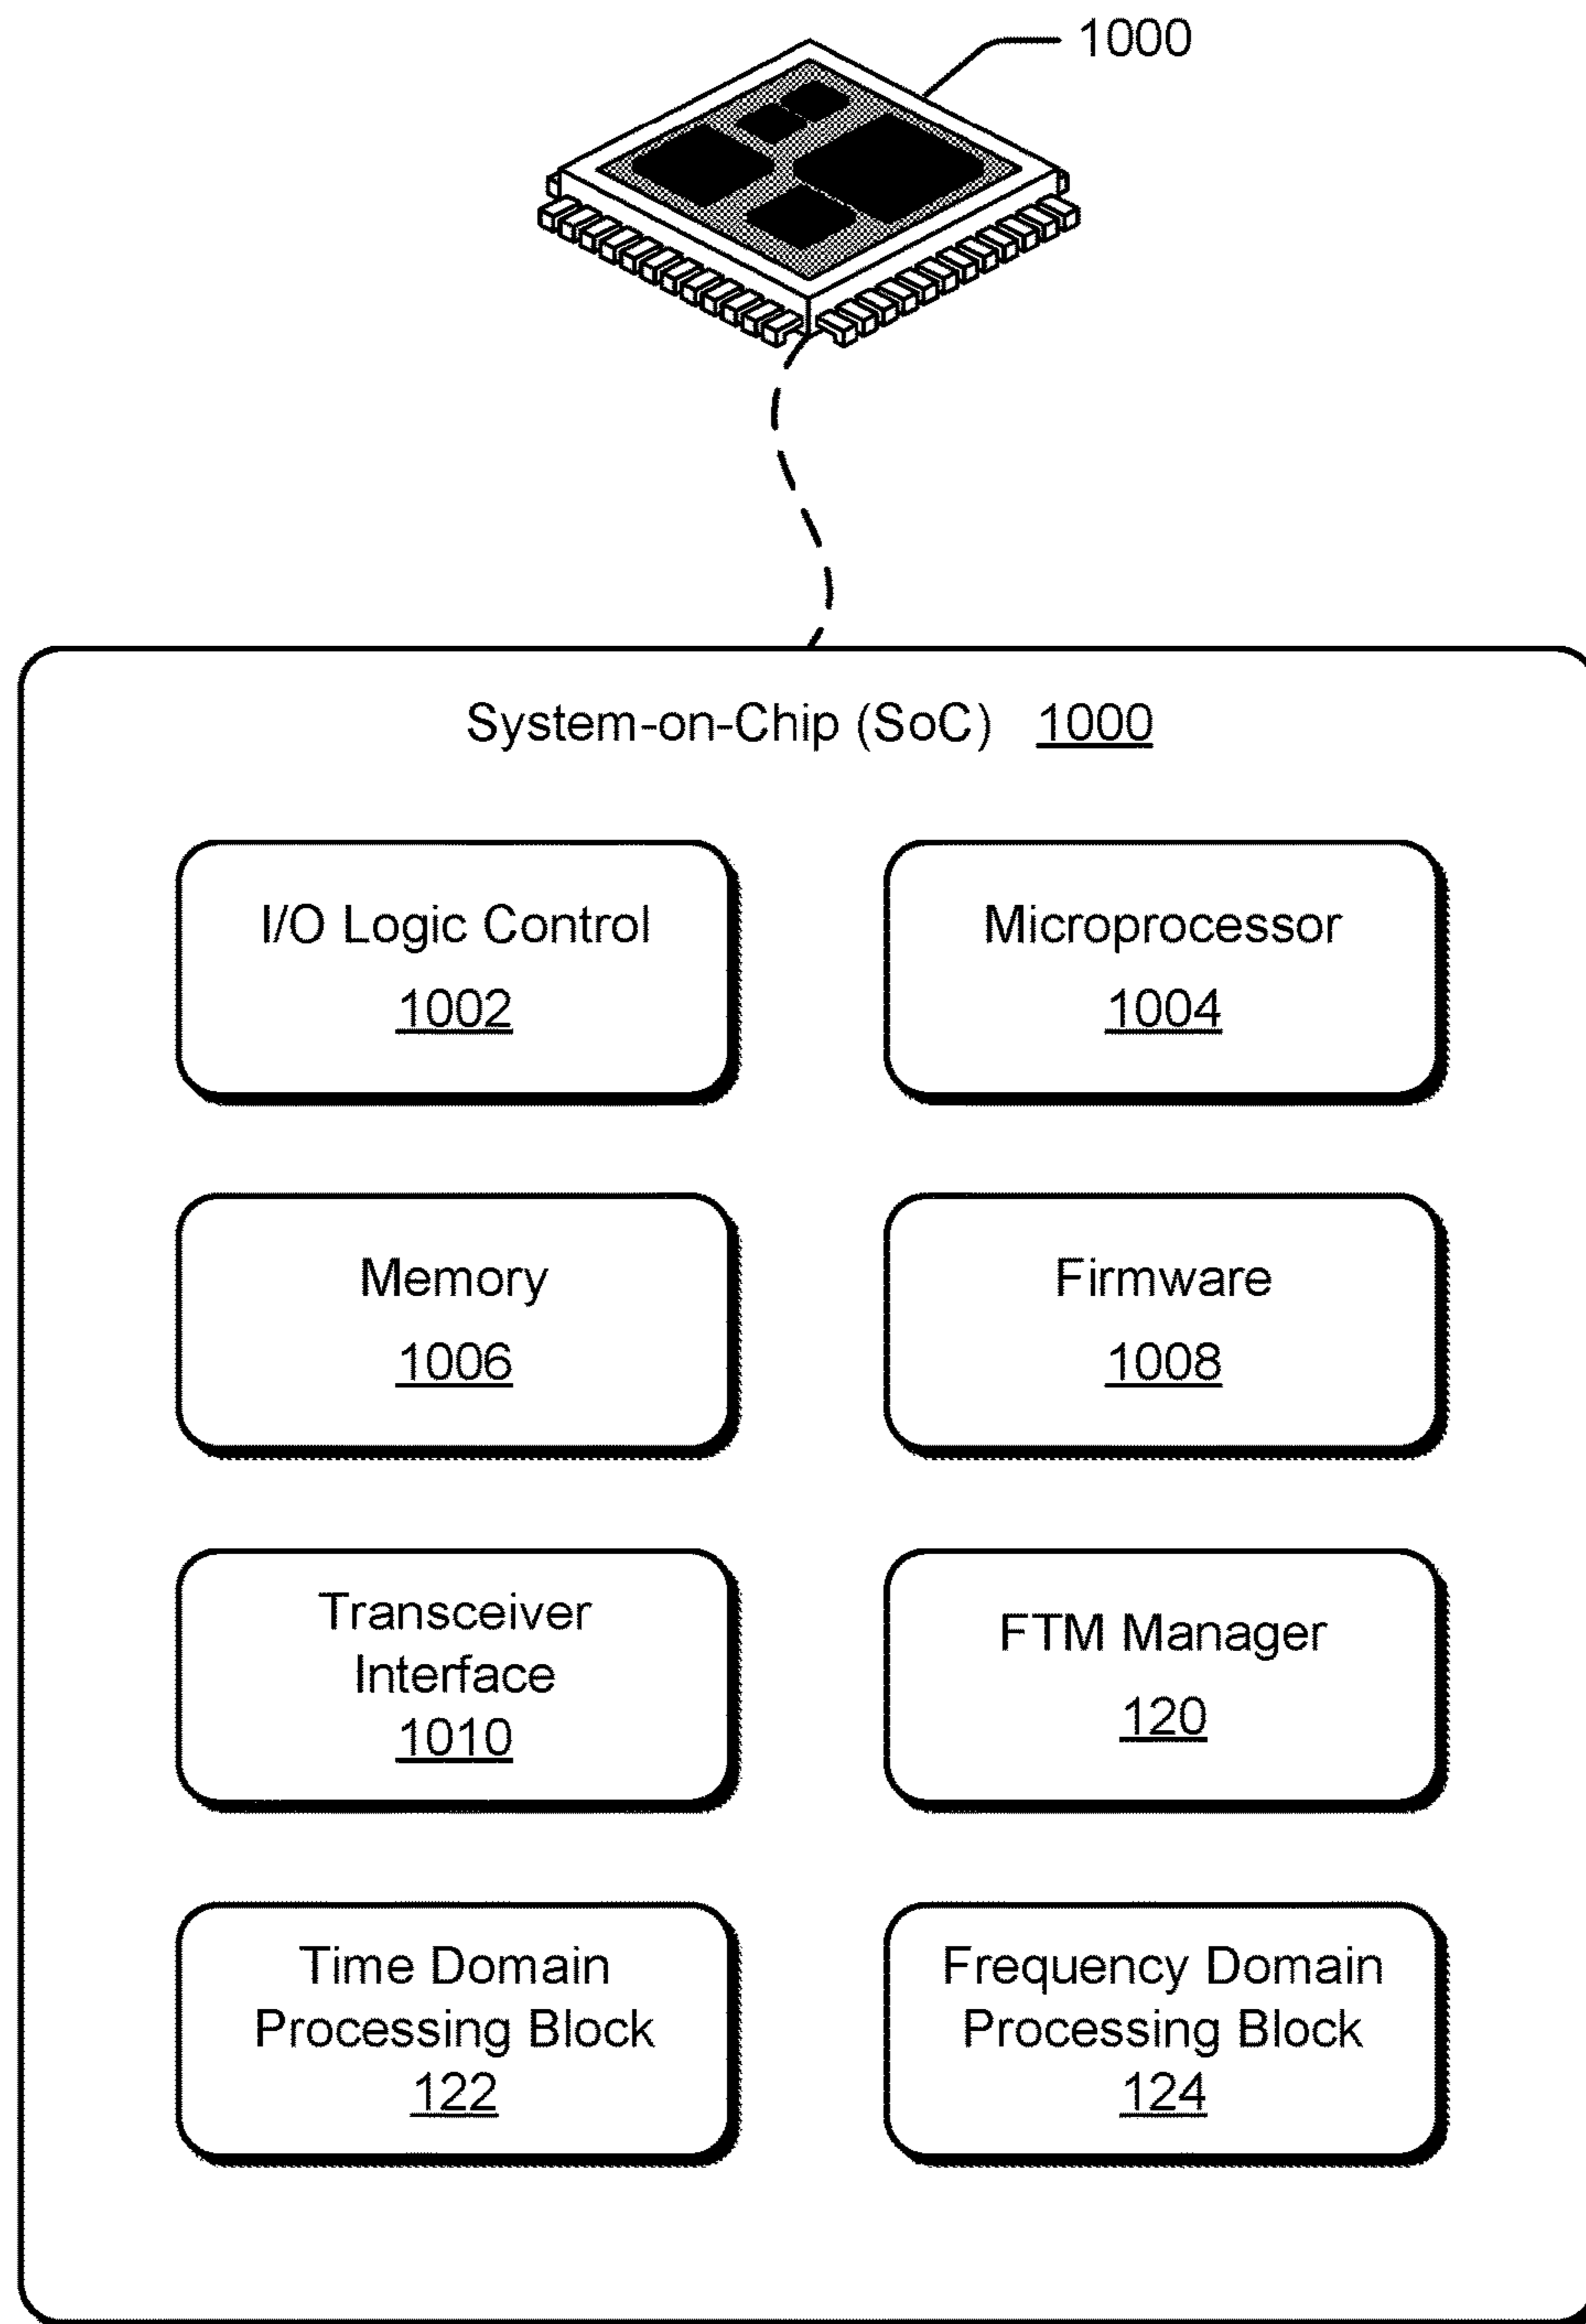 1000
System-on-Chip (SoC) 1000
I/O Logic Control
1002
Microprocessor
1004
Memory
1006
Firmware
1008
Transceiver
Interface
1010
FTM Manager
120
Time Domain
Processing Block
122
Frequency Domain
Processing Block
124